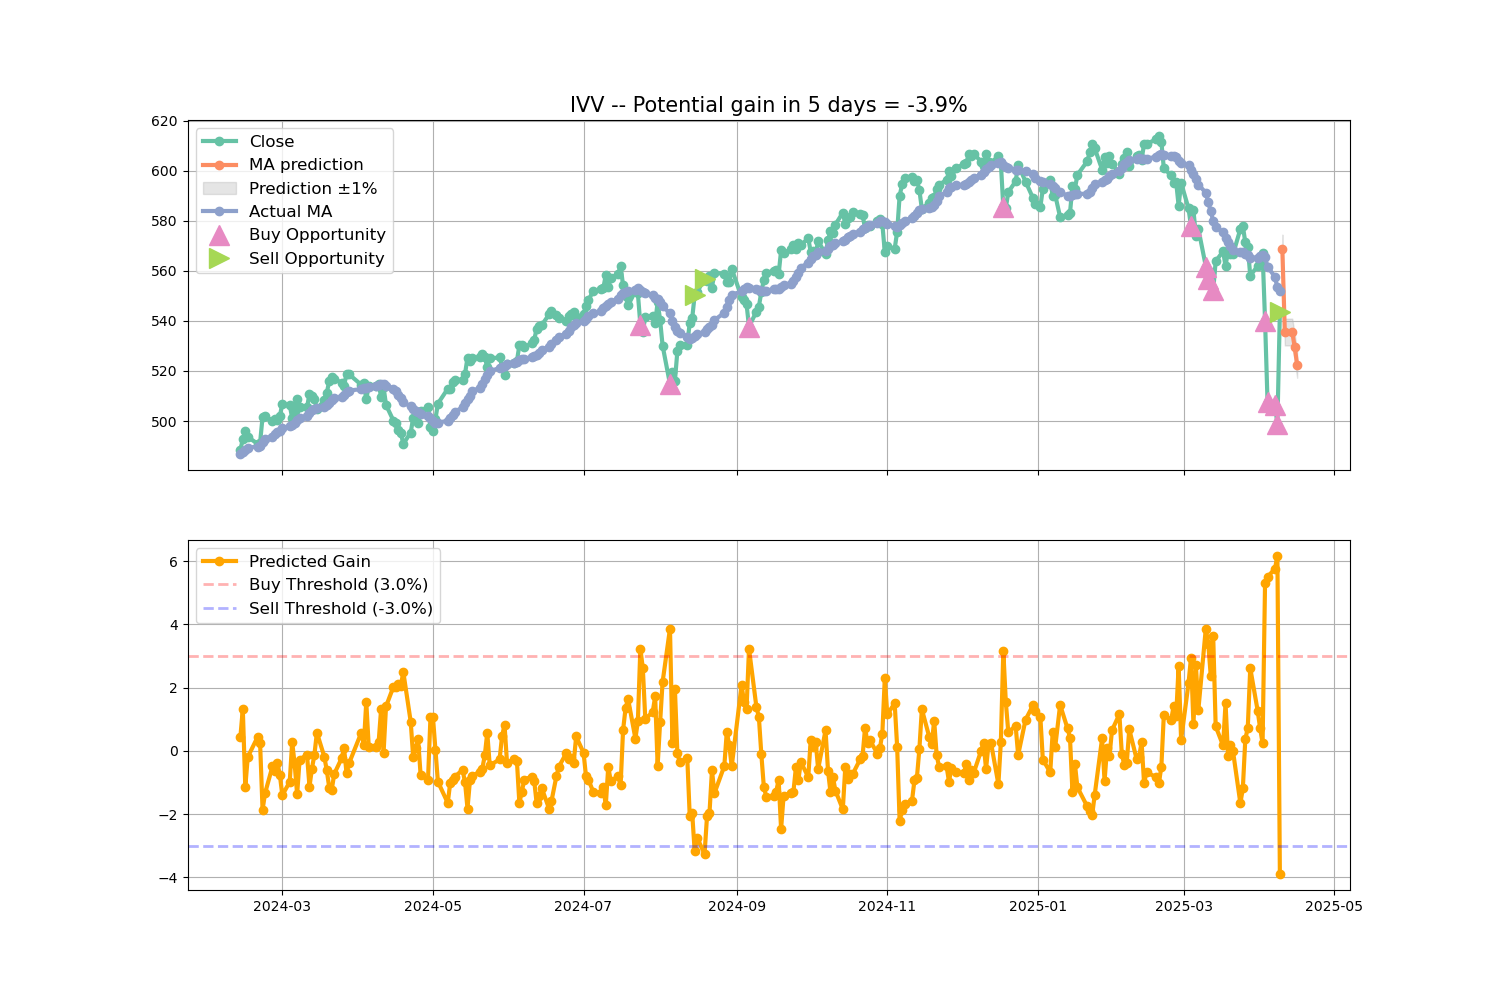 IVV -- Potential gain in 5 days = -3.9%
620
600
580
560
540
520
500
Close
MA prediction
Prediction ±1%
Actual MA
Buy Opportunity
Sell Opportunity
6
4
2
0
−2
−4
Predicted Gain
Buy Threshold (3.0%)
Sell Threshold (-3.0%)
2024-03
2024-05
2024-07
2024-09
2024-11
2025-01
2025-03
2025-05